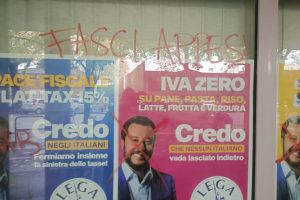 FASCI APPESI
PACE FISCALE
FLAT TAX 15%
Credo
NEGLI ITALIANI
Fermiamo insieme
la sinistra delle tasse!
LEGA
IVA ZERO
SU PANE, PASTA, RISO,
LATTE, FRUTTA E VERDURA
Credo
CHE NESSUN ITALIANO
vada lasciato indietro
LEGA